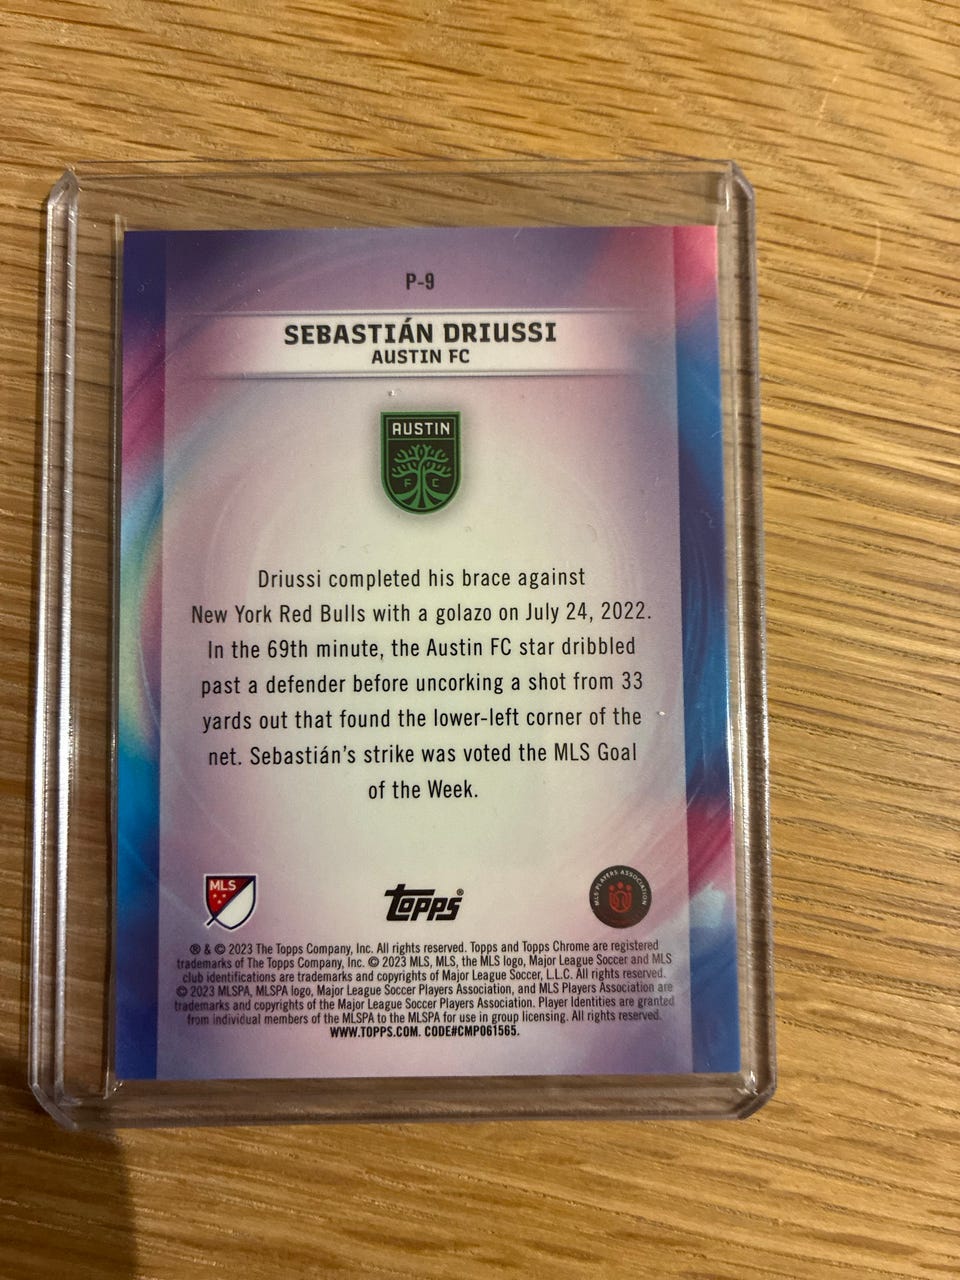 P-9
SEBASTIÁN DRIUSSI
AUSTIN FC
AUSTIN
F C
Driussi completed his brace against
New York Red Bulls with a golazo on July 24, 2022.
In the 69th minute, the Austin FC star dribbled
past a defender before uncorking a shot from 33
yards out that found the lower-left corner of the
net. Sebastián's strike was voted the MLS Goal
of the Week.
MLS
Topps®
MLS PLAYERS ASSOCIATION
® & © 2023 The Topps Company, Inc. All rights reserved. Topps and Topps Chrome are registered
trademarks of The Topps Company, Inc. © 2023 MLS, MLS, the MLS logo, Major League Soccer and MLS
club identifications are trademarks and copyrights of Major League Soccer, L.L.C. All rights reserved.
© 2023 MLSPA, MLSPA logo, Major League Soccer Players Association, and MLS Players Association are
trademarks and copyrights of the Major League Soccer Players Association. Player Identities are granted
from individual members of the MLSPA to the MLSPA for use in group licensing. All rights reserved.
WWW.TOPPS.COM. CODE#CMP061565.